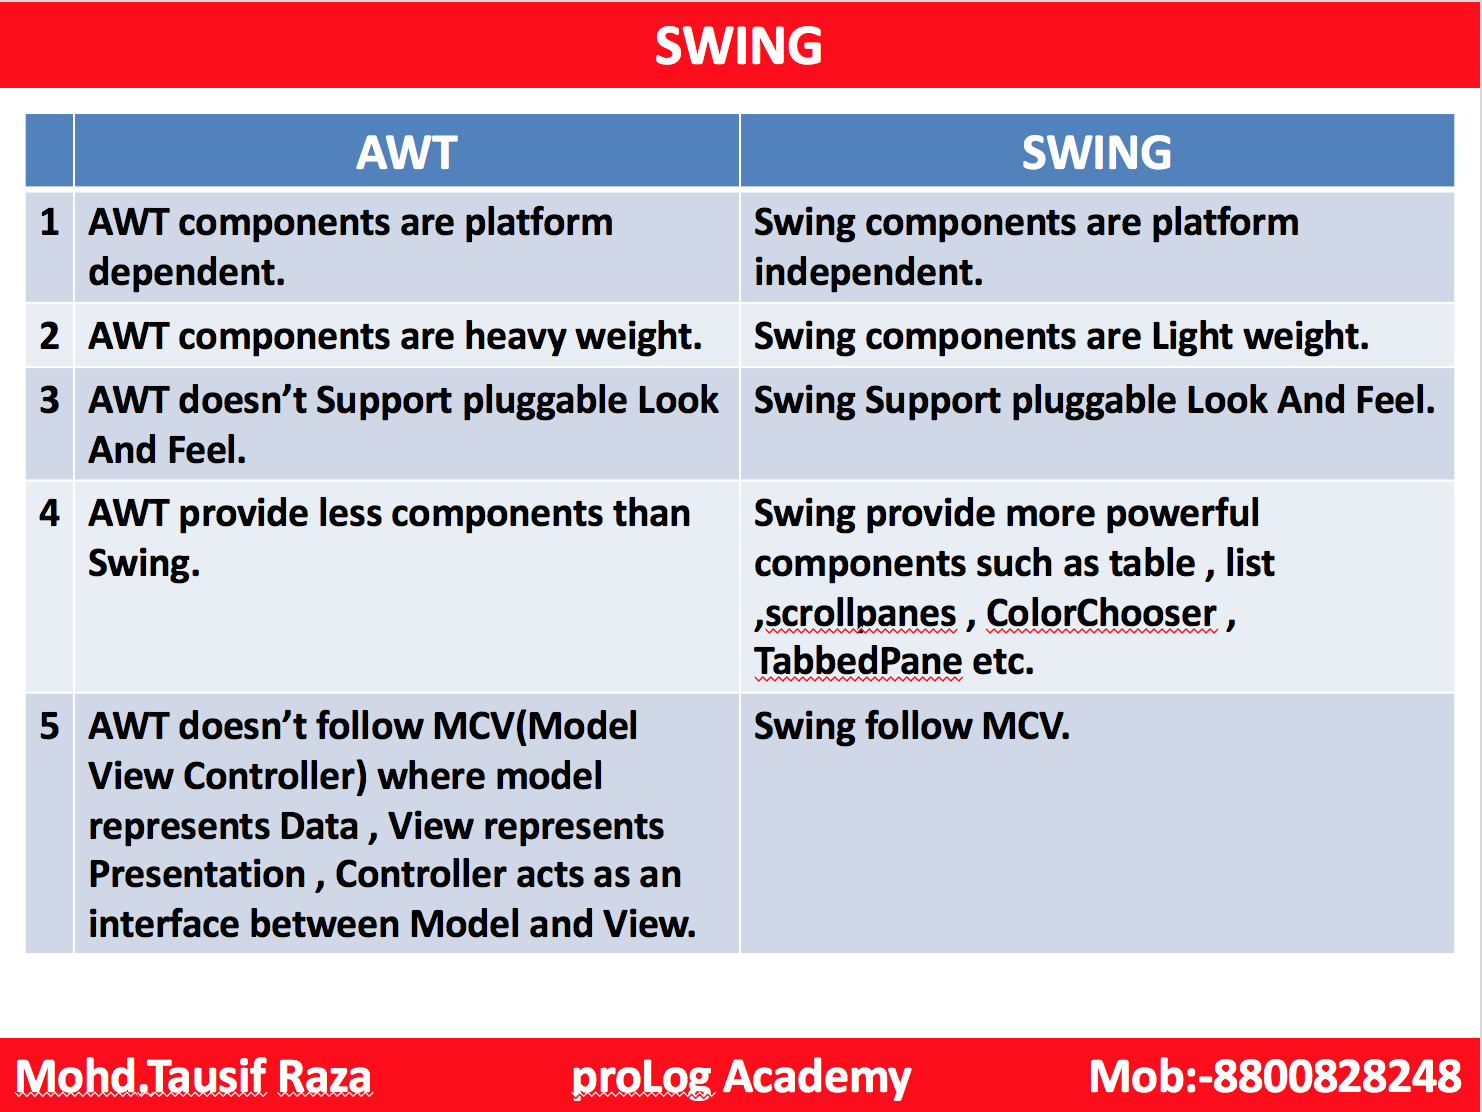 SWING
AWT SWING
1 AWT components are platform Swing components are platform
dependent. independent.
2 AWT components are heavy weight. Swing components are Light weight.
3 AWT doesn’t Support pluggable Look Swing Support pluggable Look And Feel.
And Feel.
4 AWT provide less components than Swing provide more powerful
Swing. components such as table , list
,scrollpanes , ColorChooser ,
TabbedPane etc.
5 AWT doesn’t follow MCV(Model Swing follow MCV.
View Controller) where model
represents Data , View represents
Presentation , Controller acts as an
interface between Model and View.
Mohd.Tausif Raza proLog Academy Mob:-8800828248